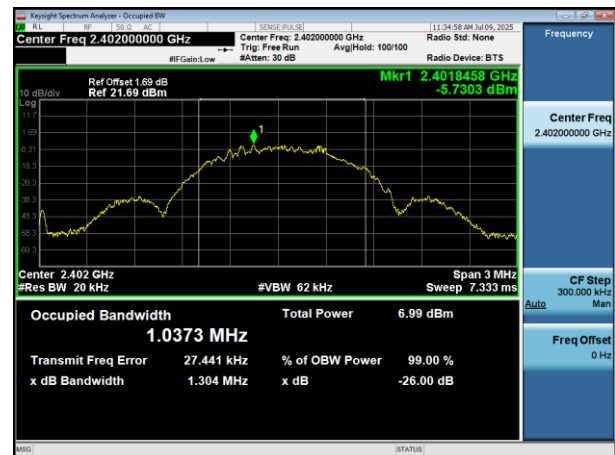 Keysight Spectrum Analyzer - Occupied BW
RL RF 50 Ω AC SENSE:PULSE 11:34:58 AM Jul 09, 2025
Center Freq 2.402000000 GHz
Center Freq: 2.402000000 GHz Radio Std: None
Trig: Free Run Avg|Hold: 100/100
#IFGain:Low #Atten: 30 dB Radio Device: BTS
Frequency
Ref Offset 1.69 dB
Mkr1 2.4018458 GHz
10 dB/div Ref 21.69 dBm
-5.7303 dBm
Log
11.7
1.69
1
-8.31
-18.3
-28.3
-38.3
-48.3
-58.3
-68.3
Center Freq
2.402000000 GHz
Center 2.402 GHz Span 3 MHz
#Res BW 20 kHz #VBW 62 kHz Sweep 7.333 ms
CF Step
300.000 kHz
Auto Man
Occupied Bandwidth Total Power 6.99 dBm
1.0373 MHz
Transmit Freq Error 27.441 kHz % of OBW Power 99.00 %
x dB Bandwidth 1.304 MHz x dB -26.00 dB
Freq Offset
0 Hz
MSG STATUS